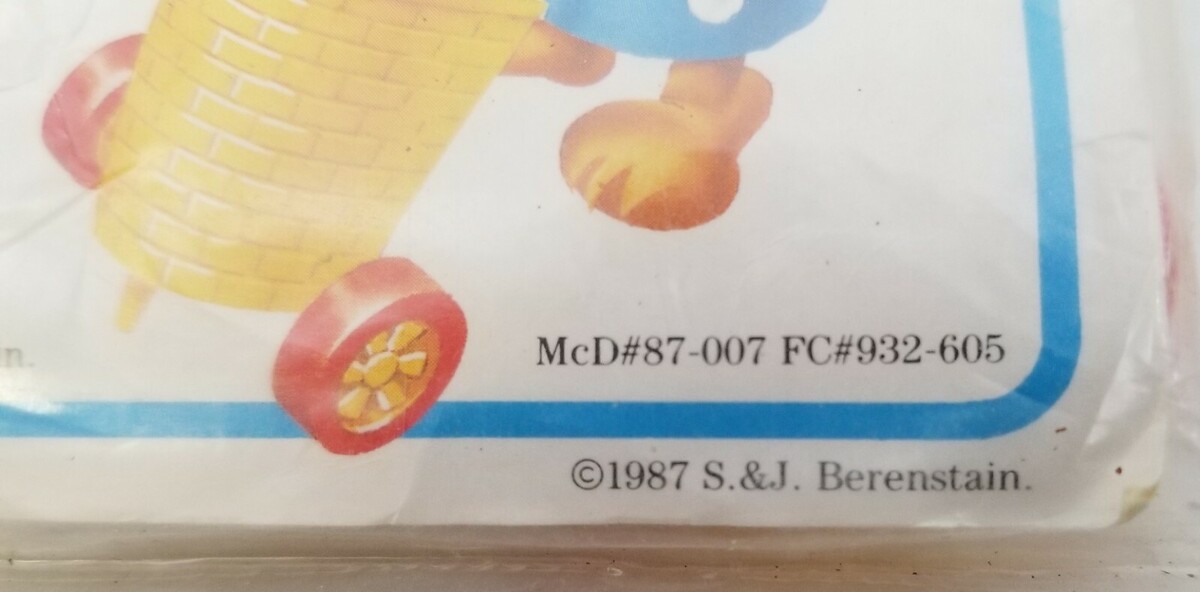 n.
McD#87-007 FC#932-605
©1987 S.&J. Berenstain.